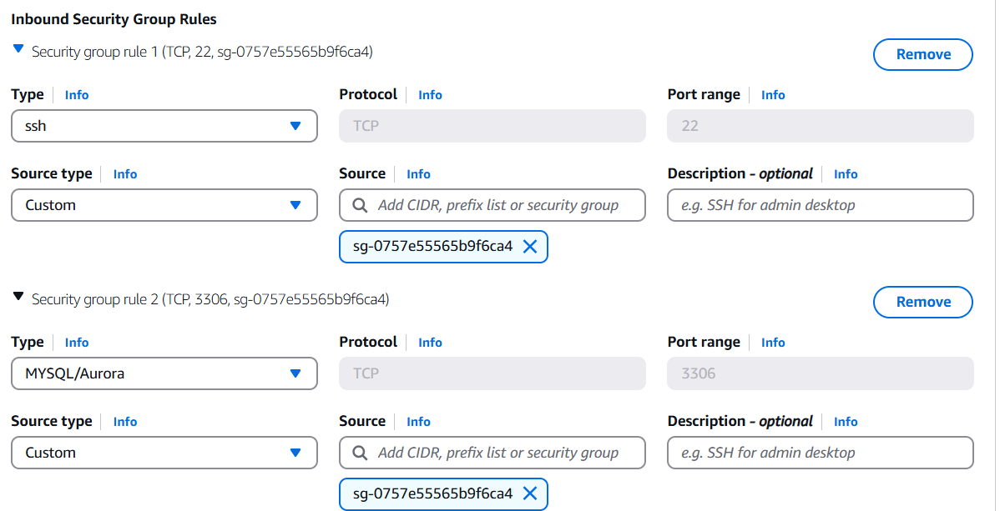 Inbound Security Group Rules
Security group rule 1 (TCP, 22, sg-0757e55565b9f6ca4)
Remove
Type Info Protocol Info Port range Info
ssh TCP 22
Source type Info Source Info Description - optional Info
Custom Add CIDR, prefix list or security group e.g. SSH for admin desktop
sg-0757e55565b9f6ca4
Security group rule 2 (TCP, 3306, sg-0757e55565b9f6ca4)
Remove
Type Info Protocol Info Port range Info
MYSQL/Aurora TCP 3306
Source type Info Source Info Description - optional Info
Custom Add CIDR, prefix list or security group e.g. SSH for admin desktop
sg-0757e55565b9f6ca4